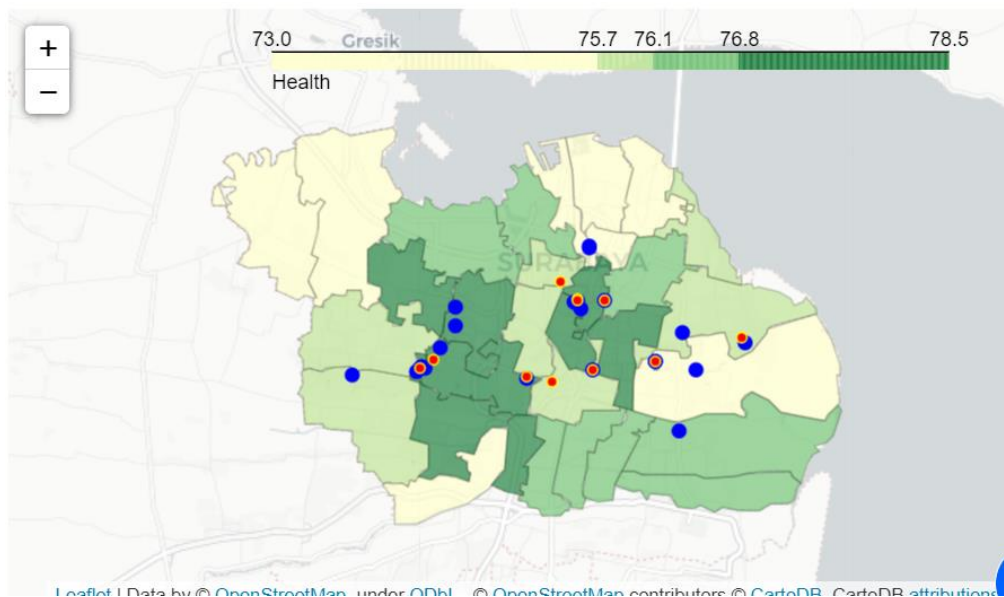 +
−
73.0 75.7 76.1 76.8 78.5
Gresik
Health
SURABAYA
Leaflet | Data by © OpenStreetMap, under ODbL., © OpenStreetMap contributors © CartoDB, CartoDB attributions